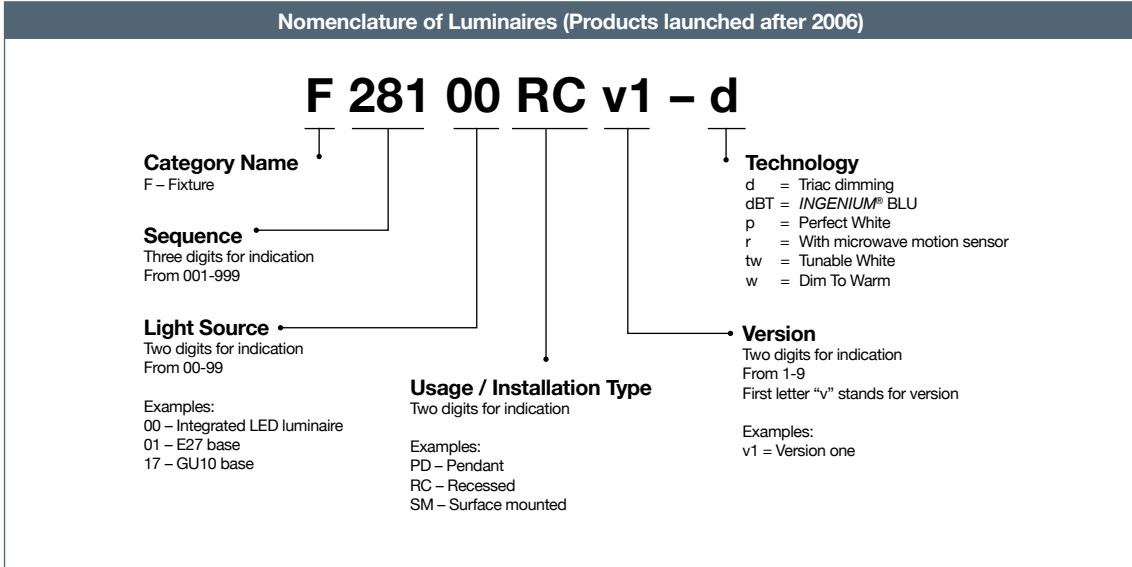 Nomenclature of Luminaires (Products launched after 2006)
F 281 00 RC v1 – d
Category Name
F – Fixture
Sequence
Three digits for indication
From 001-999
Light Source
Two digits for indication
From 00-99
Examples:
00 – Integrated LED luminaire
01 – E27 base
17 – GU10 base
Usage / Installation Type
Two digits for indication
Examples:
PD – Pendant
RC – Recessed
SM – Surface mounted
Technology
d = Triac dimming
dBT = INGENIUM® BLU
p = Perfect White
r = With microwave motion sensor
tw = Tunable White
w = Dim To Warm
Version
Two digits for indication
From 1-9
First letter “v” stands for version
Examples:
v1 = Version one